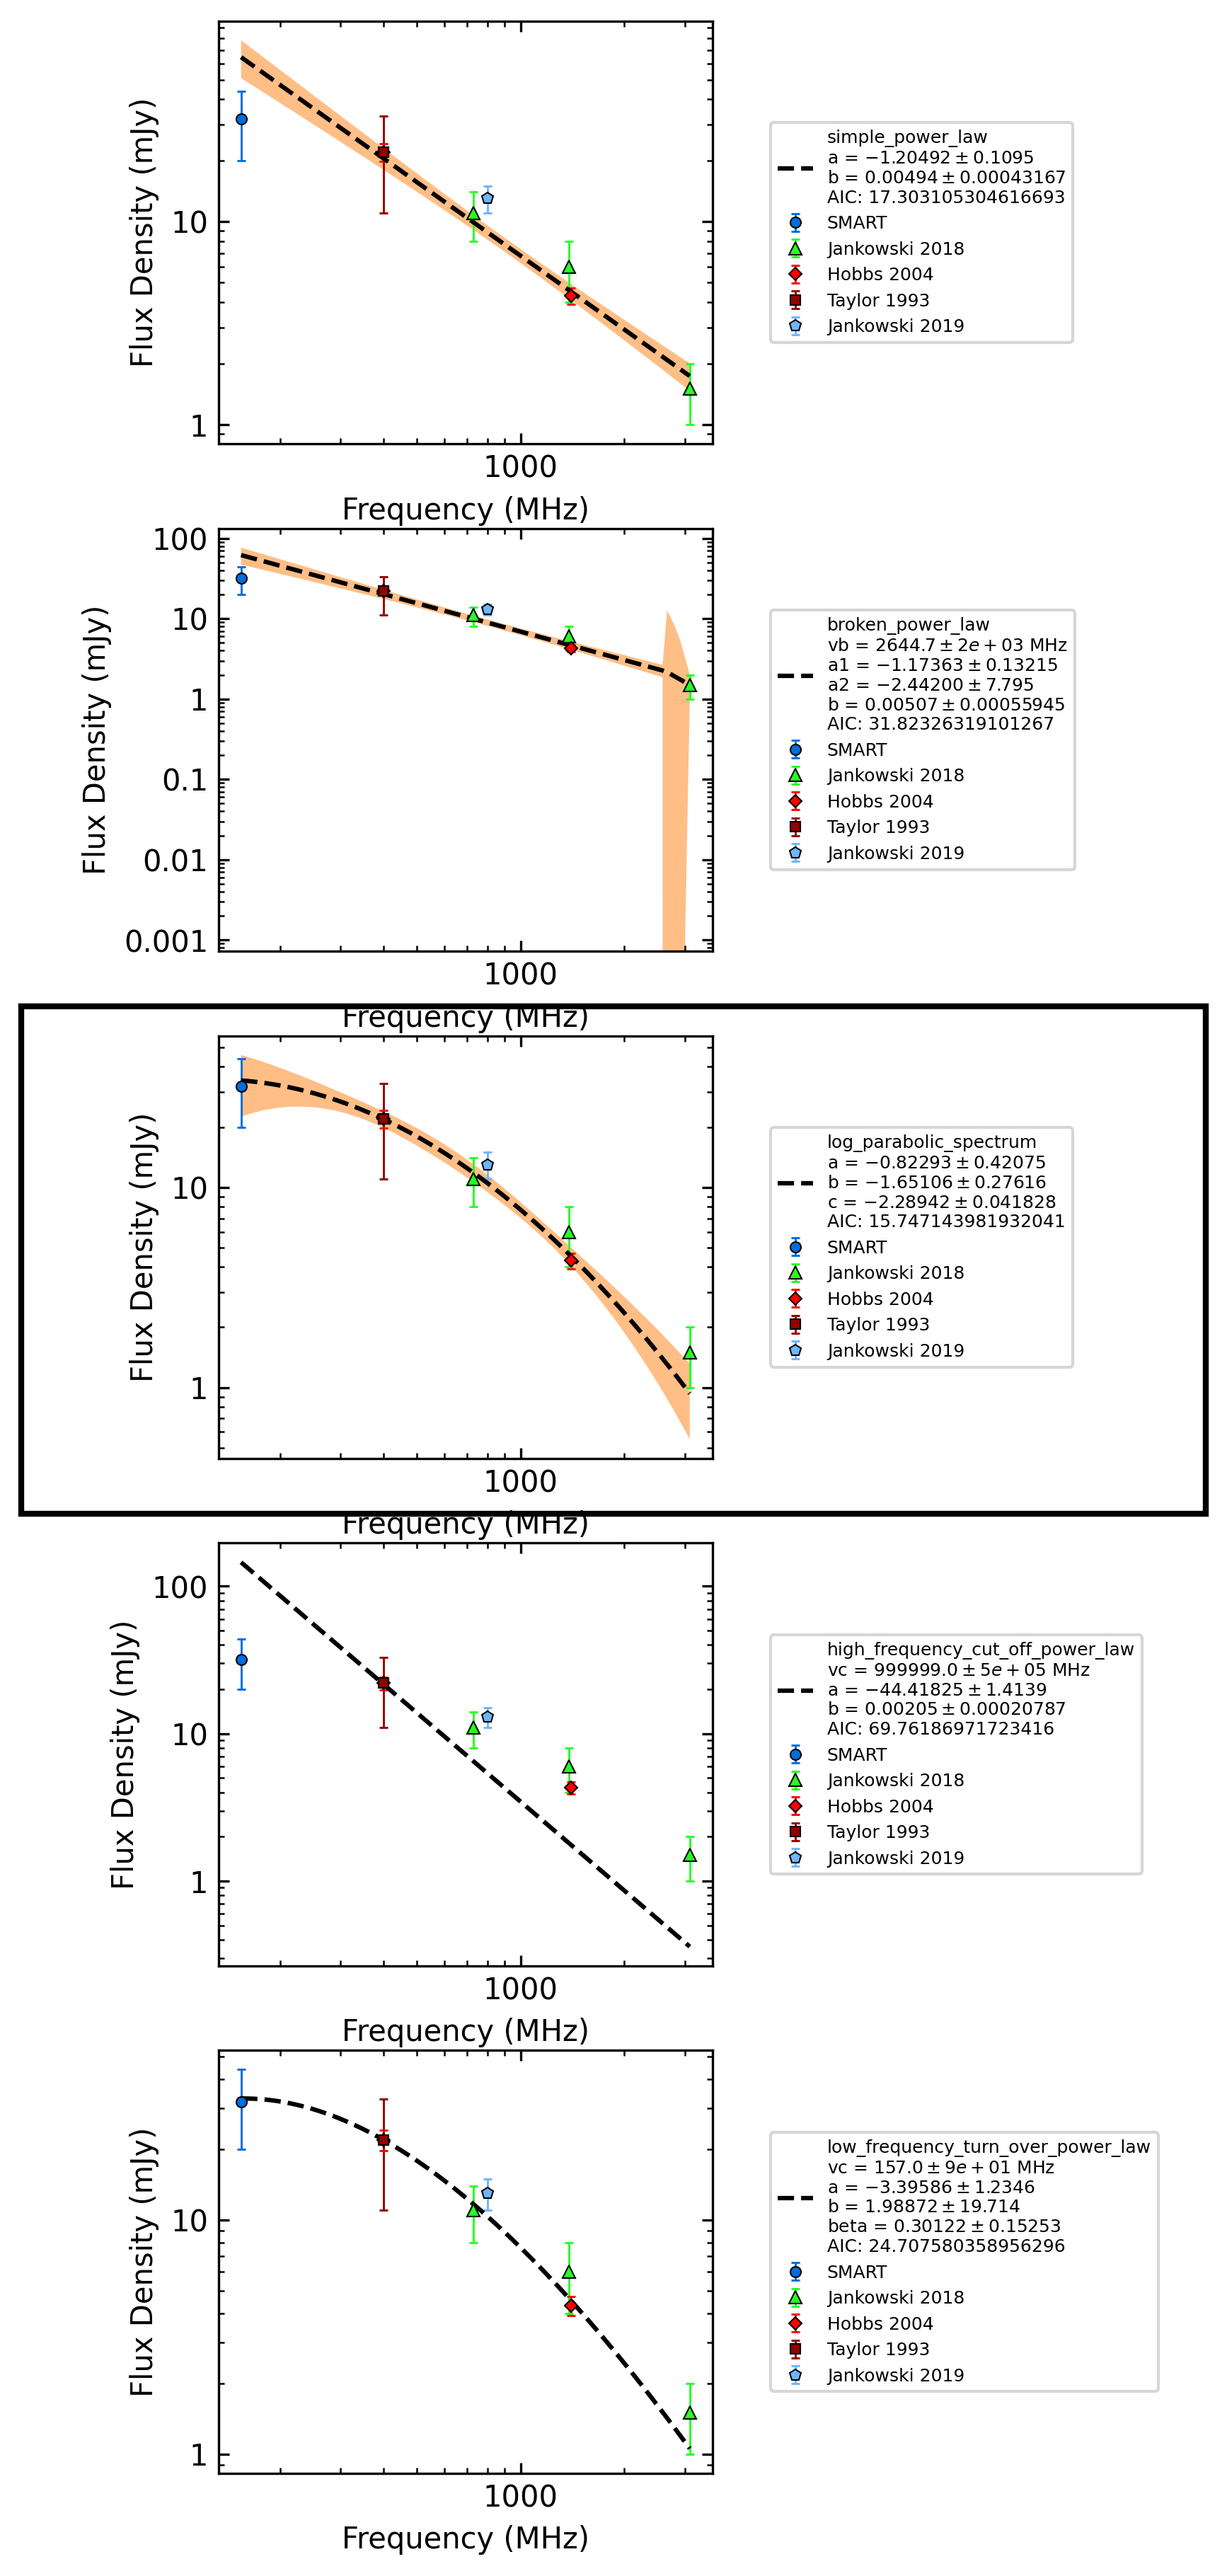 Flux Density (mJy)
10
1
1000
Frequency (MHz)
simple_power_law
a = −1.20492 ± 0.1095
b = 0.00494 ± 0.00043167
AIC: 17.303105304616693
SMART
Jankowski 2018
Hobbs 2004
Taylor 1993
Jankowski 2019
Flux Density (mJy)
100
10
1
0.1
0.01
0.001
1000
Frequency (MHz)
broken_power_law
vb = 2644.7 ± 2e + 03 MHz
a1 = −1.17363 ± 0.13215
a2 = −2.44200 ± 7.795
b = 0.00507 ± 0.00055945
AIC: 31.82326319101267
SMART
Jankowski 2018
Hobbs 2004
Taylor 1993
Jankowski 2019
Flux Density (mJy)
10
1
1000
Frequency (MHz)
log_parabolic_spectrum
a = −0.82293 ± 0.42075
b = −1.65106 ± 0.27616
c = −2.28942 ± 0.041828
AIC: 15.747143981932041
SMART
Jankowski 2018
Hobbs 2004
Taylor 1993
Jankowski 2019
Flux Density (mJy)
100
10
1
1000
Frequency (MHz)
high_frequency_cut_off_power_law
vc = 999999.0 ± 5e + 05 MHz
a = −44.41825 ± 1.4139
b = 0.00205 ± 0.00020787
AIC: 69.76186971723416
SMART
Jankowski 2018
Hobbs 2004
Taylor 1993
Jankowski 2019
Flux Density (mJy)
10
1
1000
Frequency (MHz)
low_frequency_turn_over_power_law
vc = 157.0 ± 9e + 01 MHz
a = −3.39586 ± 1.2346
b = 1.98872 ± 19.714
beta = 0.30122 ± 0.15253
AIC: 24.707580358956296
SMART
Jankowski 2018
Hobbs 2004
Taylor 1993
Jankowski 2019